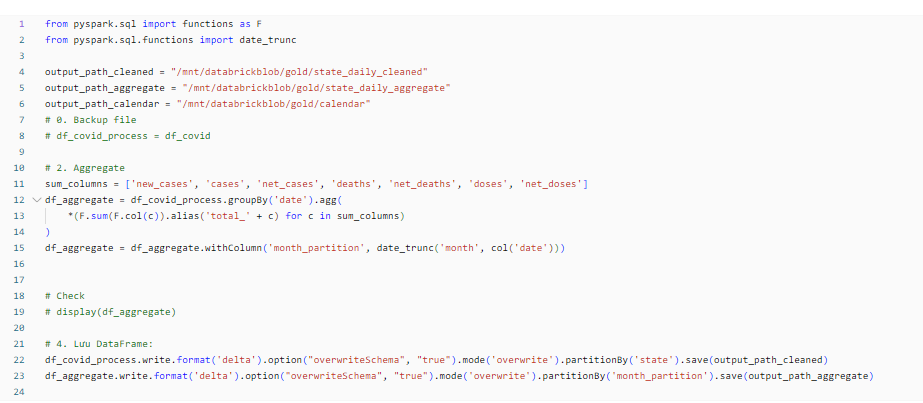 1 from pyspark.sql import functions as F
2 from pyspark.sql.functions import date_trunc
3
4 output_path_cleaned = "/mnt/databrickblob/gold/state_daily_cleaned"
5 output_path_aggregate = "/mnt/databrickblob/gold/state_daily_aggregate"
6 output_path_calendar = "/mnt/databrickblob/gold/calendar"
7 # 0. Backup file
8 # df_covid_process = df_covid
9
10 # 2. Aggregate
11 sum_columns = ['new_cases', 'cases', 'net_cases', 'deaths', 'net_deaths', 'doses', 'net_doses']
12 df_aggregate = df_covid_process.groupBy('date').agg(
13     *(F.sum(F.col(c)).alias('total_' + c) for c in sum_columns)
14 )
15 df_aggregate = df_aggregate.withColumn('month_partition', date_trunc('month', col('date')))
16
17
18 # Check
19 # display(df_aggregate)
20
21 # 4. Lưu DataFrame:
22 df_covid_process.write.format('delta').option("overwriteSchema", "true").mode('overwrite').partitionBy('state').save(output_path_cleaned)
23 df_aggregate.write.format('delta').option("overwriteSchema", "true").mode('overwrite').partitionBy('month_partition').save(output_path_aggregate)
24